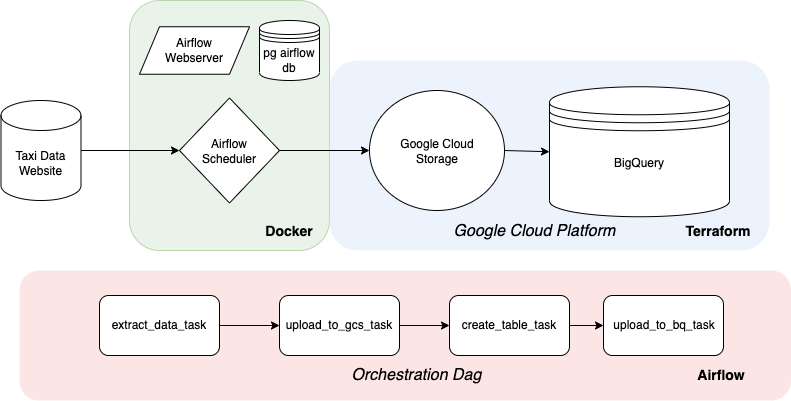 Airflow
Webserver
pg airflow
db
Taxi Data
Website
Airflow
Scheduler
Google Cloud
Storage
BigQuery
Docker
Google Cloud Platform
Terraform
extract_data_task
upload_to_gcs_task
create_table_task
upload_to_bq_task
Orchestration Dag
Airflow